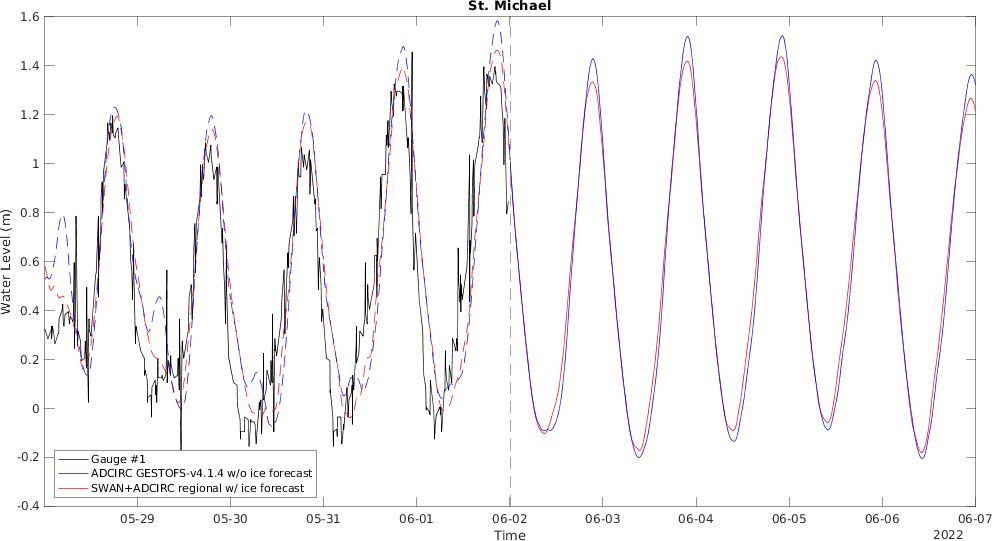 St. Michael
1.6
1.4
1.2
1
0.8
0.6
0.4
0.2
0
-0.2
-0.4
Water Level (m)
Gauge #1
ADCIRC GESTOFS-v4.1.4 w/o ice forecast
SWAN+ADCIRC regional w/ ice forecast
05-29 05-30 05-31 06-01 06-02 06-03 06-04 06-05 06-06 06-07
Time
2022